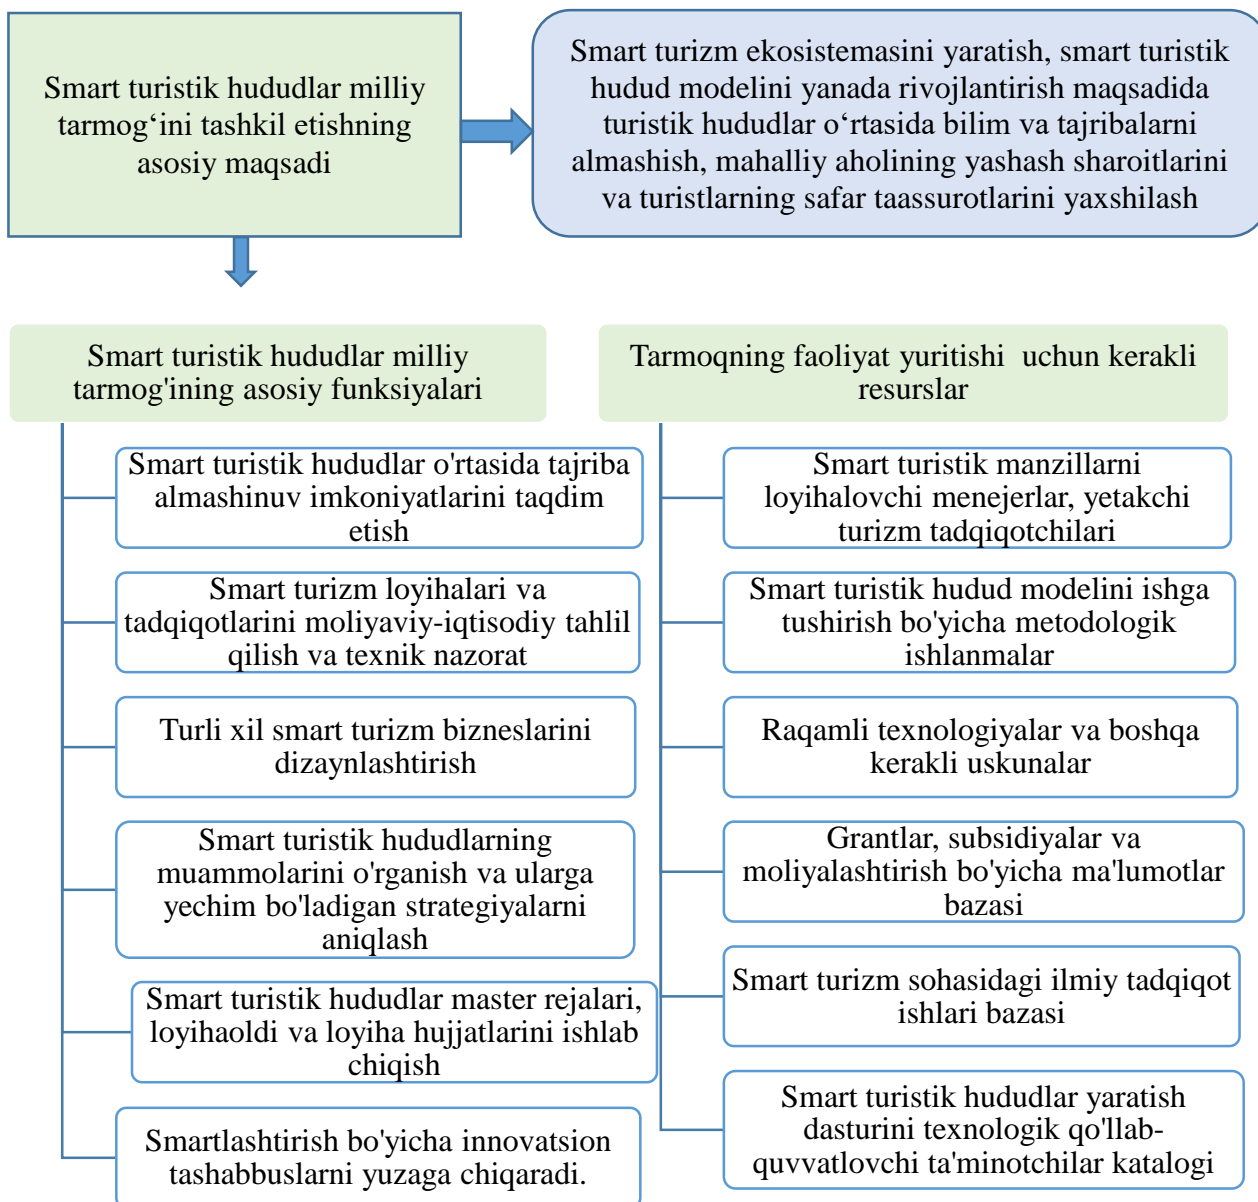 Smart turistik hududlar milliy
tarmog‘ini tashkil etishning
asosiy maqsadi
Smart turizm ekosistemasini yaratish, smart turistik
hudud modelini yanada rivojlantirish maqsadida
turistik hududlar o‘rtasida bilim va tajribalarni
almashish, mahalliy aholining yashash sharoitlarini
va turistlarning safar taassurotlarini yaxshilash
Smart turistik hududlar milliy
tarmog'ining asosiy funksiyalari
Smart turistik hududlar o'rtasida tajriba
almashinuv imkoniyatlarini taqdim
etish
Smart turizm loyihalari va
tadqiqotlarini moliyaviy-iqtisodiy tahlil
qilish va texnik nazorat
Turli xil smart turizm bizneslarini
dizaynlashtirish
Smart turistik hududlarning
muammolarini o'rganish va ularga
yechim bo'ladigan strategiyalarni
aniqlash
Smart turistik hududlar master rejalari,
loyihaoldi va loyiha hujjatlarini ishlab
chiqish
Smartlashtirish bo'yicha innovatsion
tashabbuslarni yuzaga chiqaradi.
Tarmoqning faoliyat yuritishi uchun kerakli
resurslar
Smart turistik manzillarni
loyihalovchi menejerlar, yetakchi
turizm tadqiqotchilari
Smart turistik hudud modelini ishga
tushirish bo'yicha metodologik
ishlanmalar
Raqamli texnologiyalar va boshqa
kerakli uskunalar
Grantlar, subsidiyalar va
moliyalashtirish bo'yicha ma'lumotlar
bazasi
Smart turizm sohasidagi ilmiy tadqiqot
ishlari bazasi
Smart turistik hududlar yaratish
dasturini texnologik qo'llab-
quvvatlovchi ta'minotchilar katalogi